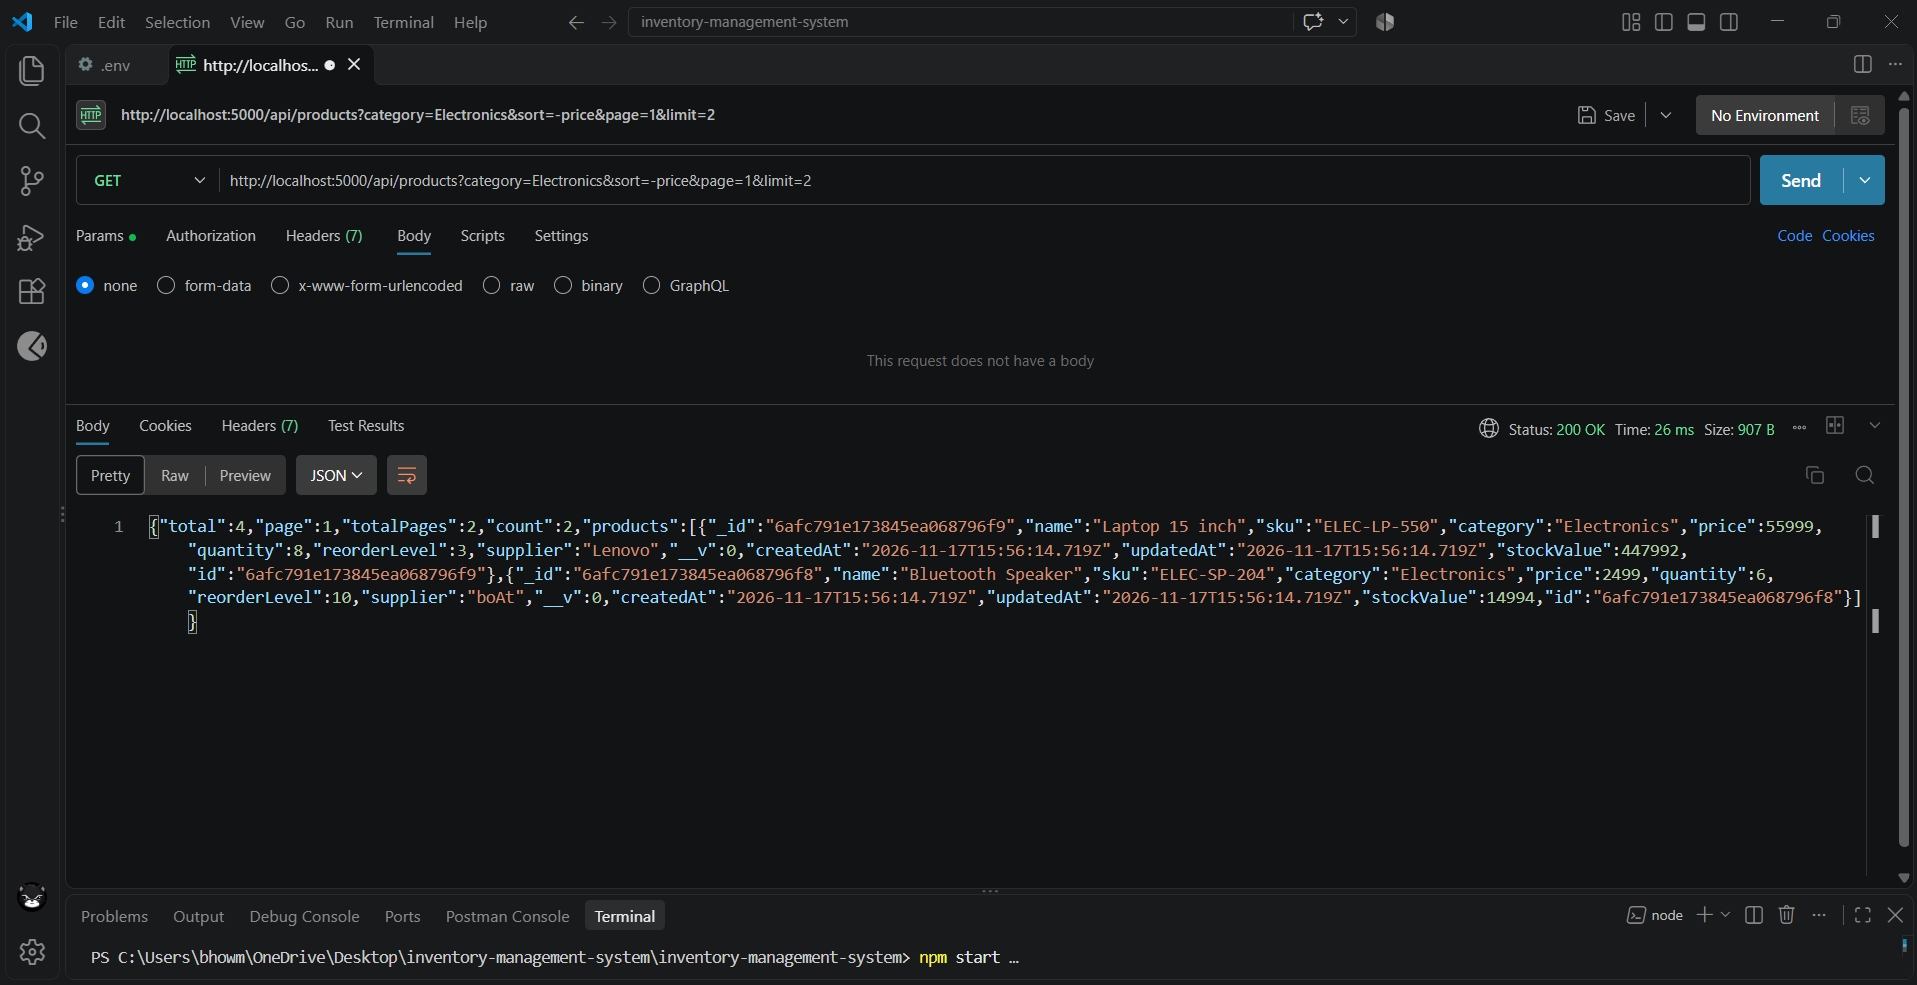 File Edit Selection View Go Run Terminal Help
inventory-management-system
.env
HTTP http://localhos...
HTTP http://localhost:5000/api/products?category=Electronics&sort=-price&page=1&limit=2
Save
No Environment
GET
http://localhost:5000/api/products?category=Electronics&sort=-price&page=1&limit=2
Send
Params Authorization Headers (7) Body Scripts Settings
Code Cookies
none form-data x-www-form-urlencoded raw binary GraphQL
This request does not have a body
Body Cookies Headers (7) Test Results
Status: 200 OK Time: 26 ms Size: 907 B
Pretty Raw Preview JSON
1 {"total":4,"page":1,"totalPages":2,"count":2,"products":[{"_id":"6afc791e173845ea068796f9","name":"Laptop 15 inch","sku":"ELEC-LP-550","category":"Electronics","price":55999,
"quantity":8,"reorderLevel":3,"supplier":"Lenovo","__v":0,"createdAt":"2026-11-17T15:56:14.719Z","updatedAt":"2026-11-17T15:56:14.719Z","stockValue":447992,
"id":"6afc791e173845ea068796f9"},{"_id":"6afc791e173845ea068796f8","name":"Bluetooth Speaker","sku":"ELEC-SP-204","category":"Electronics","price":2499,"quantity":6,
"reorderLevel":10,"supplier":"boAt","__v":0,"createdAt":"2026-11-17T15:56:14.719Z","updatedAt":"2026-11-17T15:56:14.719Z","stockValue":14994,"id":"6afc791e173845ea068796f8"}]
}
Problems Output Debug Console Ports Postman Console Terminal
node
PS C:\Users\bhowm\OneDrive\Desktop\inventory-management-system\inventory-management-system> npm start …